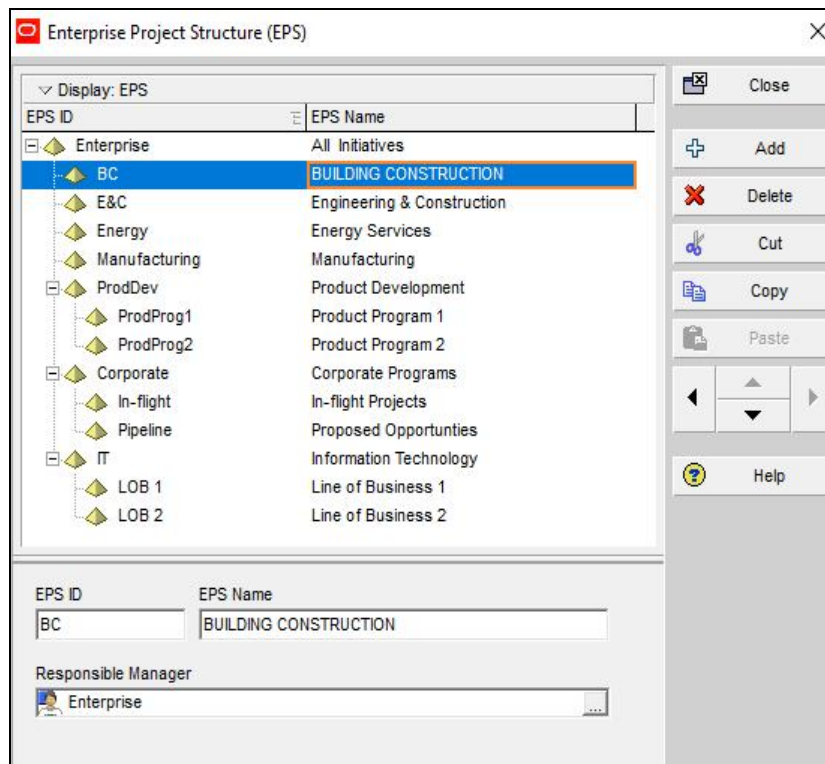 Enterprise Project Structure (EPS)
Display: EPS
Close
EPS ID EPS Name
Enterprise All Initiatives
Add
BC BUILDING CONSTRUCTION
E&C Engineering & Construction
Delete
Energy Energy Services
Cut
Manufacturing Manufacturing
ProdDev Product Development
Copy
ProdProg1 Product Program 1
ProdProg2 Product Program 2
Paste
Corporate Corporate Programs
In-flight In-flight Projects
Pipeline Proposed Opportunties
IT Information Technology
Help
LOB 1 Line of Business 1
LOB 2 Line of Business 2
EPS ID EPS Name
BC BUILDING CONSTRUCTION
Responsible Manager
Enterprise ...